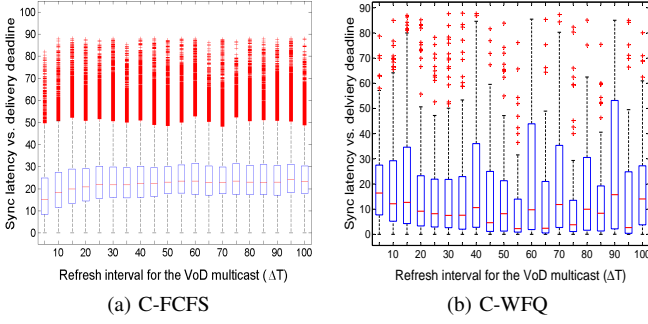 Sync latency vs. delivery deadline
100
90
80
70
60
50
40
30
20
10
0
10 20 30 40 50 60 70 80 90 100
Refresh interval for the VoD multicast (ΔT)
(a) C-FCFS
Sync latency vs. delviery deadline
90
80
70
60
50
40
30
20
10
0
10 20 30 40 50 60 70 80 90 100
Refresh interval for the VoD multicast (ΔT)
(b) C-WFQ